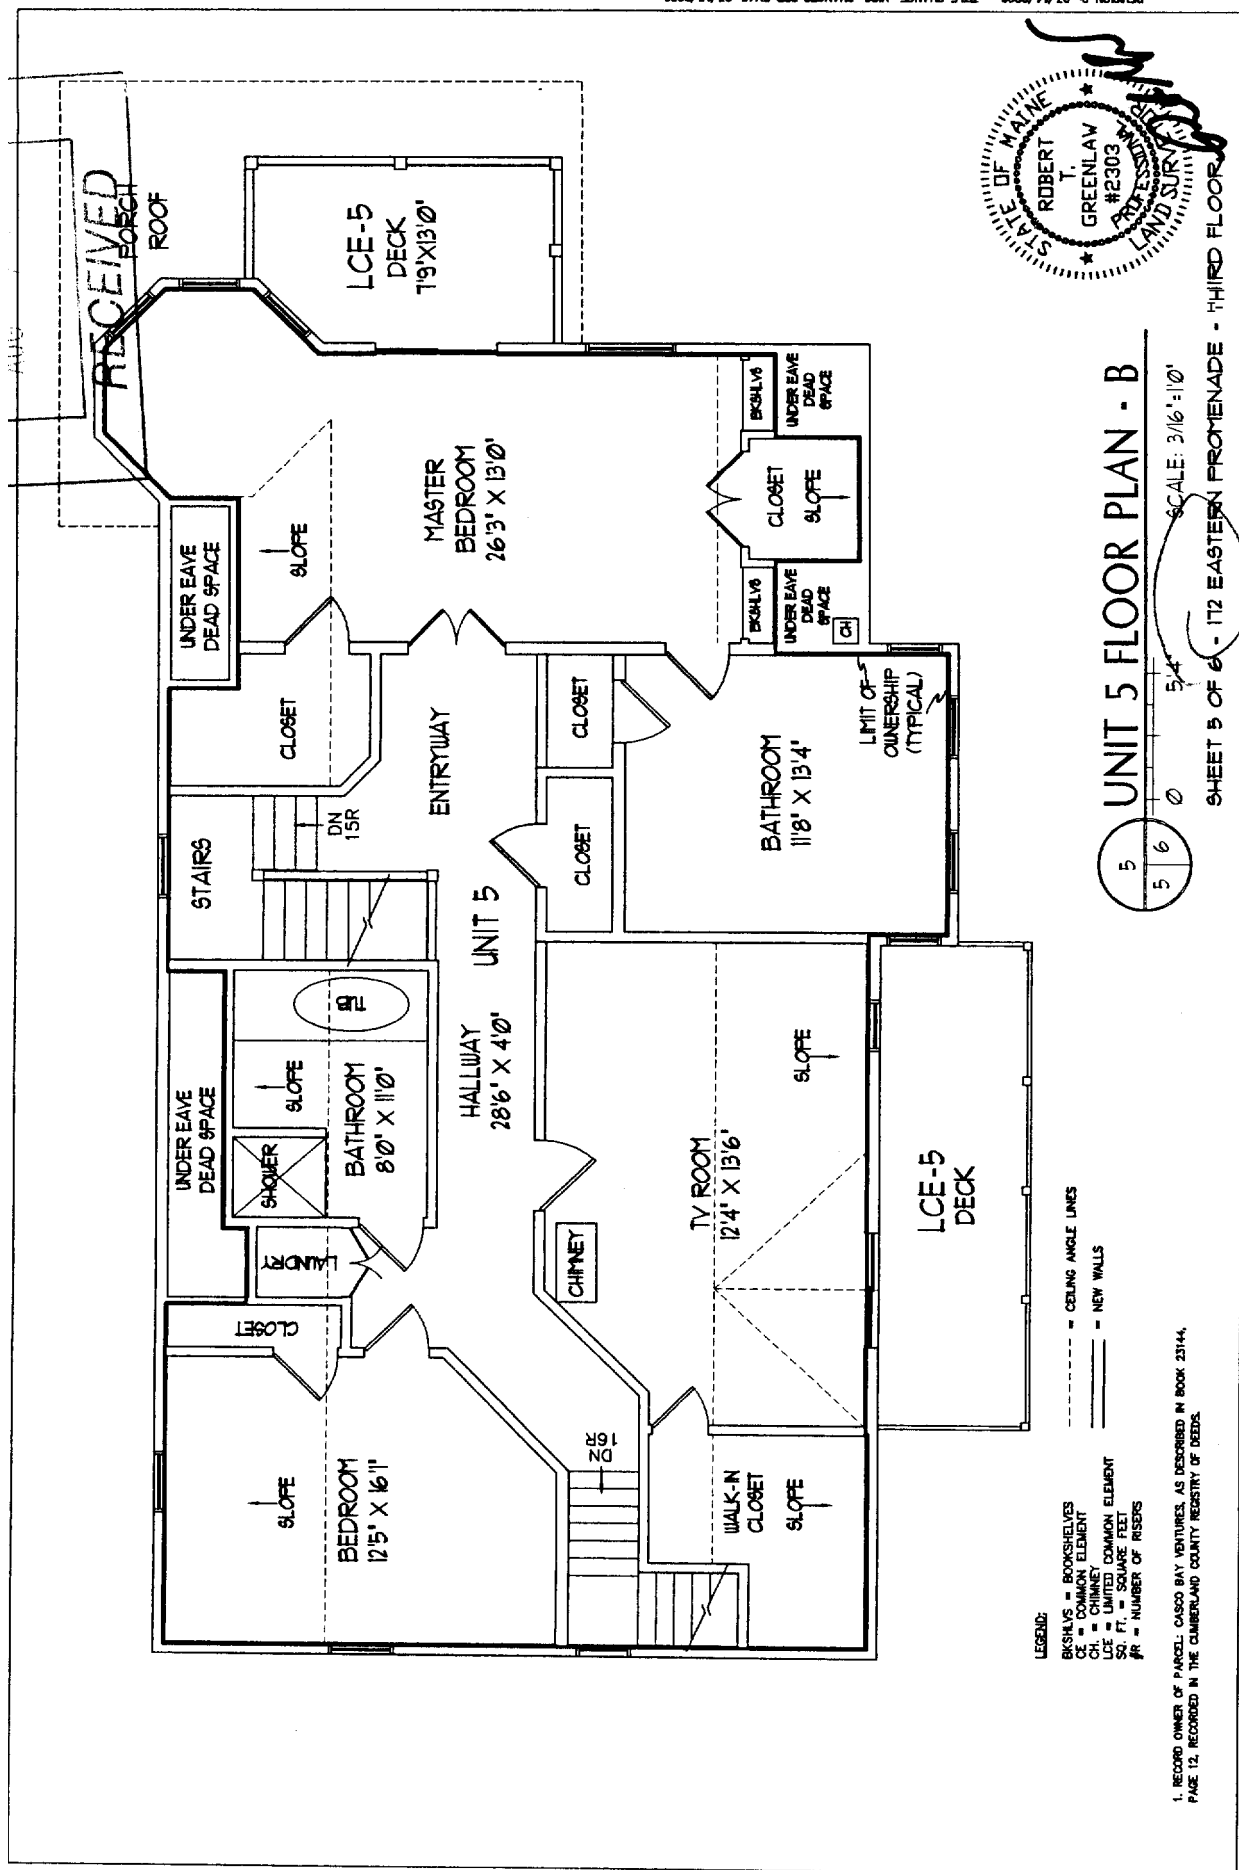 RECEIVED
PORCH
ROOF
LCE-5
DECK
7'9"X13'0"
UNDER EAVE
DEAD SPACE
SLOPE
MASTER
BEDROOM
26'3" X 13'0"
BKSHLVS
UNDER EAVE
DEAD
SPACE
CLOSET
SLOPE
BKSHLVS
UNDER EAVE
DEAD
SPACE
CH
CLOSET
ENTRYWAY
CLOSET
CLOSET
BATHROOM
11'8" X 13'4"
LIMIT OF
OWNERSHIP
(TYPICAL)
STAIRS
DN
15R
UNIT 5
HALLWAY
28'6" X 4'0"
UNDER EAVE
DEAD SPACE
TUB
SLOPE
SHOWER
BATHROOM
8'0" X 11'0"
LAUNDRY
CLOSET
SLOPE
BEDROOM
12'5" X 16'1"
CHIMNEY
TV ROOM
12'4" X 13'6"
SLOPE
DN
16R
WALK-IN
CLOSET
SLOPE
LCE-5
DECK
LEGEND:
BKSHLVS = BOOKSHELVES
CE = COMMON ELEMENT
CH. = CHIMNEY
LCE = LIMITED COMMON ELEMENT
SQ. FT. = SQUARE FEET
#R = NUMBER OF RISERS
= CEILING ANGLE LINES
= NEW WALLS
1. RECORD OWNER OF PARCEL: CASCO BAY VENTURES, AS DESCRIBED IN BOOK 23144,
PAGE 12, RECORDED IN THE CUMBERLAND COUNTY REGISTRY OF DEEDS.
5
5 6
UNIT 5 FLOOR PLAN - B
0 5'4" SCALE: 3/16":1'0"
SHEET 5 OF 6 - 172 EASTERN PROMENADE - THIRD FLOOR
STATE OF MAINE
ROBERT
T.
GREENLAW
#2303
PROFESSIONAL
LAND SURVEYOR